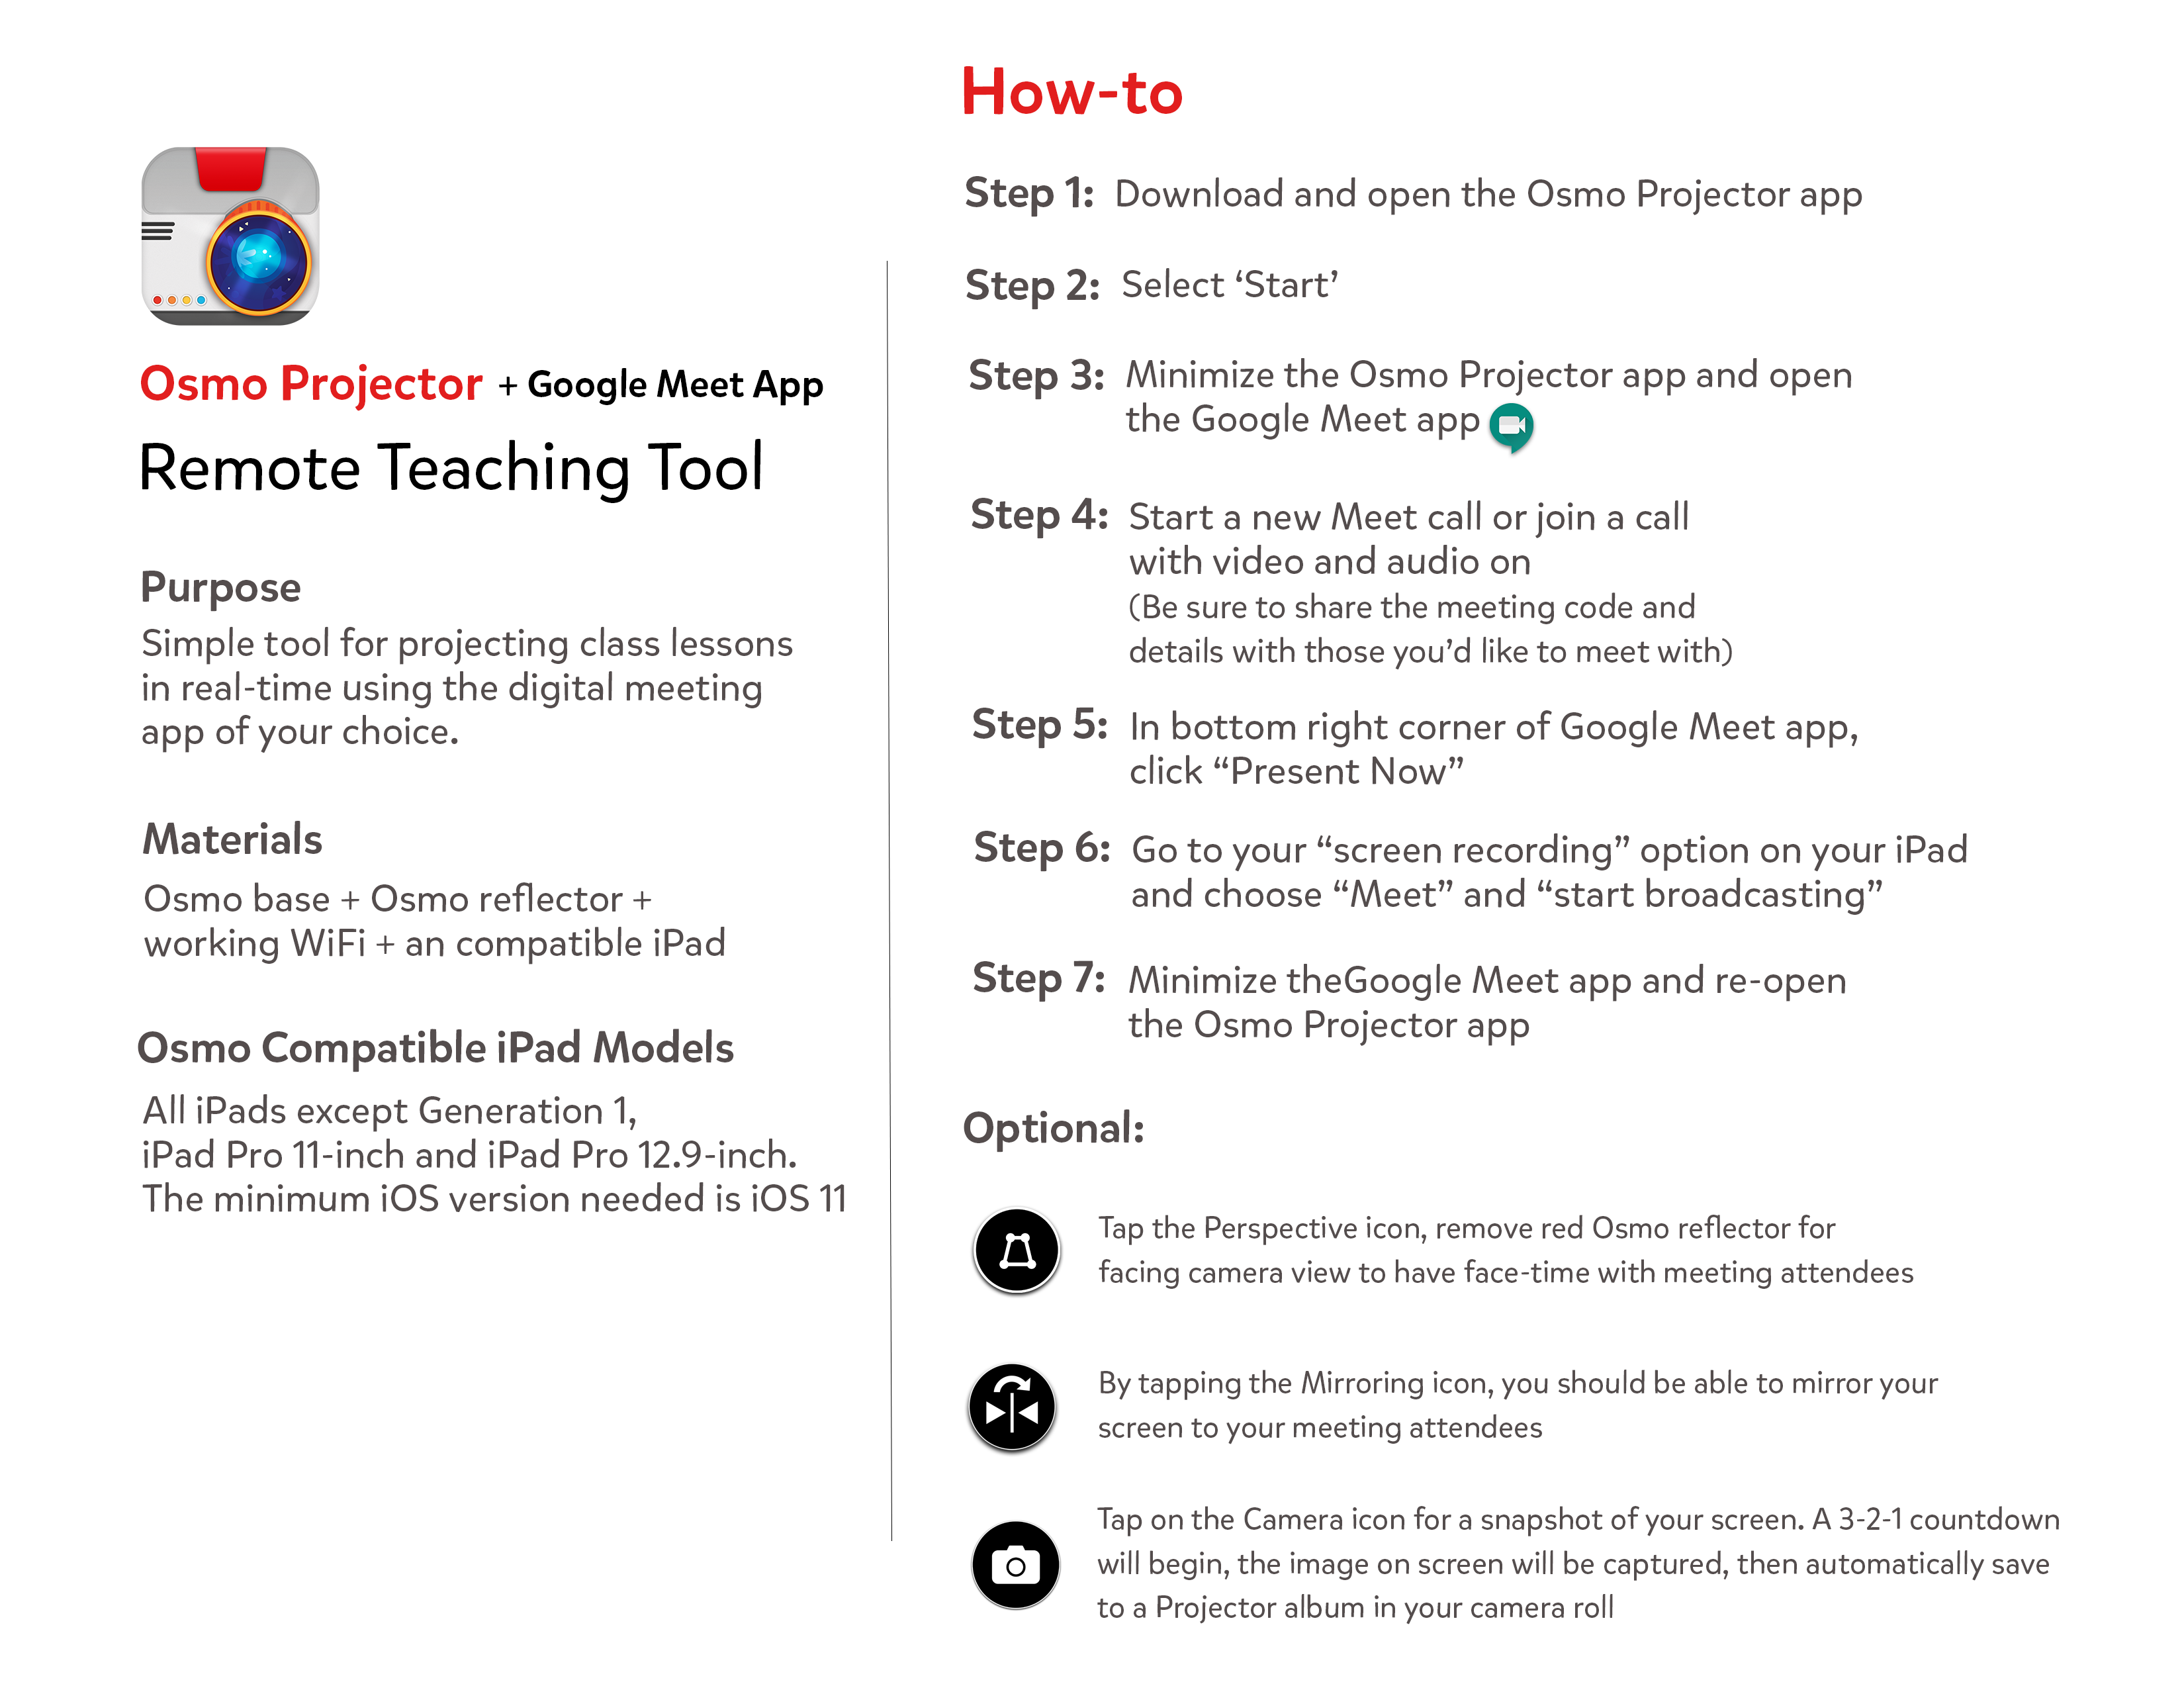 Osmo Projector + Google Meet App
Remote Teaching Tool
Purpose
Simple tool for projecting class lessons
in real-time using the digital meeting
app of your choice.
Materials
Osmo base + Osmo reflector +
working WiFi + an compatible iPad
Osmo Compatible iPad Models
All iPads except Generation 1,
iPad Pro 11-inch and iPad Pro 12.9-inch.
The minimum iOS version needed is iOS 11
How-to
Step 1: Download and open the Osmo Projector app
Step 2: Select ‘Start’
Step 3: Minimize the Osmo Projector app and open
the Google Meet app
Step 4: Start a new Meet call or join a call
with video and audio on
(Be sure to share the meeting code and
details with those you’d like to meet with)
Step 5: In bottom right corner of Google Meet app,
click “Present Now”
Step 6: Go to your “screen recording” option on your iPad
and choose “Meet” and “start broadcasting”
Step 7: Minimize theGoogle Meet app and re-open
the Osmo Projector app
Optional:
Tap the Perspective icon, remove red Osmo reflector for
facing camera view to have face-time with meeting attendees
By tapping the Mirroring icon, you should be able to mirror your
screen to your meeting attendees
Tap on the Camera icon for a snapshot of your screen. A 3-2-1 countdown
will begin, the image on screen will be captured, then automatically save
to a Projector album in your camera roll